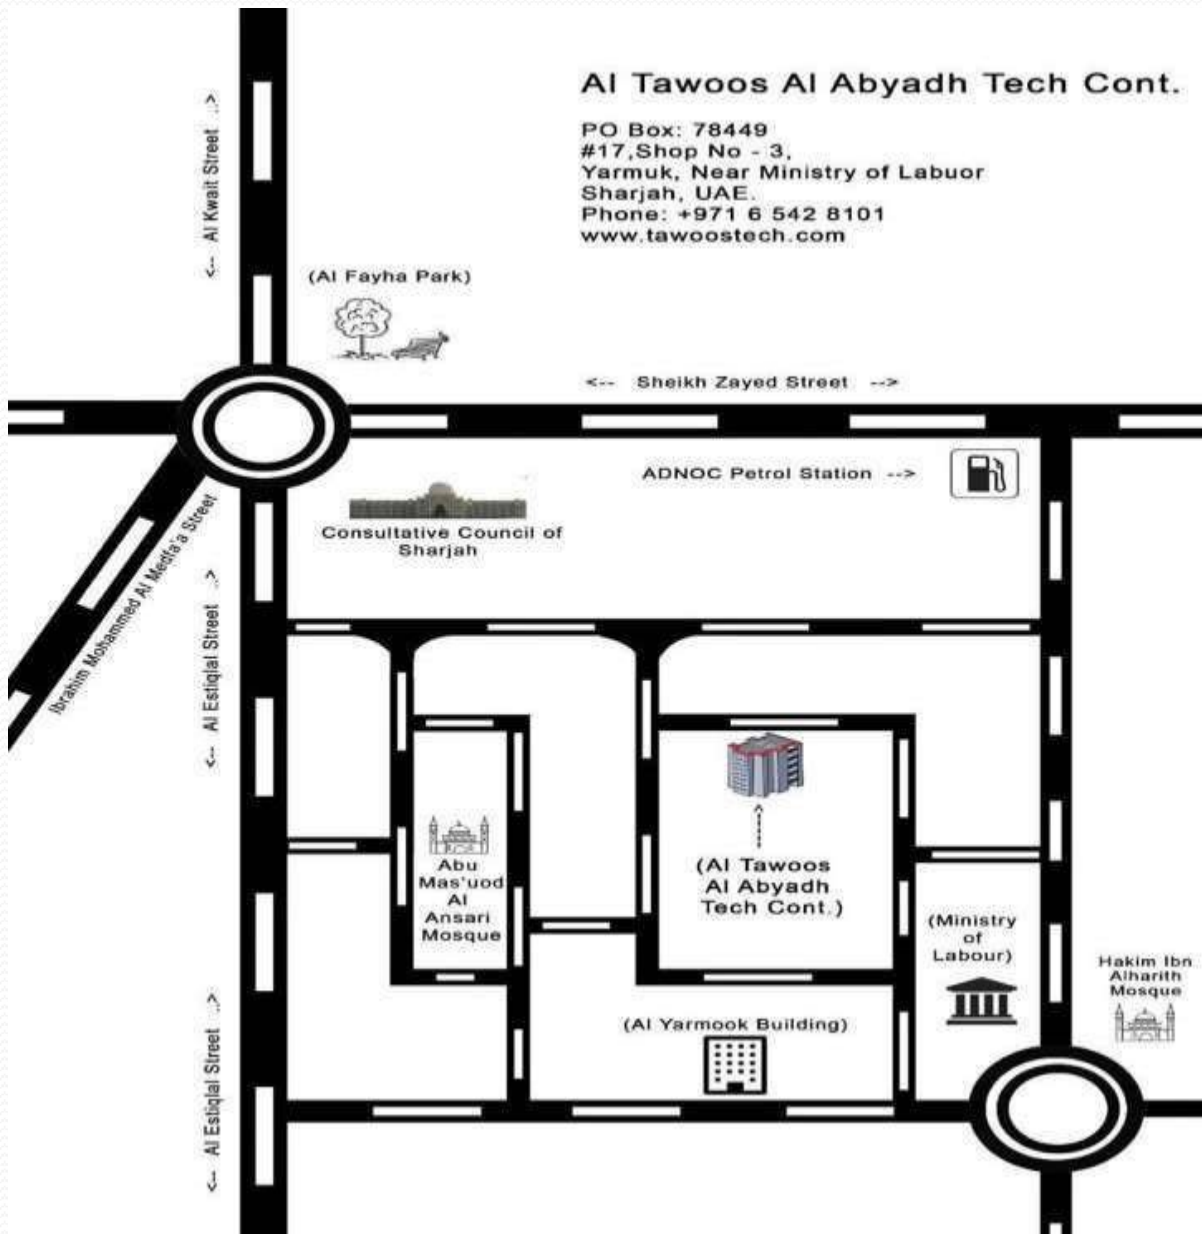 Al Tawoos Al Abyadh Tech Cont.
PO Box: 78449
#17,Shop No - 3,
Yarmuk, Near Ministry of Labuor
Sharjah, UAE.
Phone: +971 6 542 8101
www.tawoostech.com
<-- Al Kwait Street -->
(Al Fayha Park)
<-- Sheikh Zayed Street -->
ADNOC Petrol Station -->
Consultative Council of
Sharjah
Ibrahim Mohammed Al Medfa'a Street
<-- Al Estiqlal Street -->
Abu
Mas'uod
Al
Ansari
Mosque
(Al Tawoos
Al Abyadh
Tech Cont.)
(Ministry
of
Labour)
Hakim Ibn
Alharith
Mosque
(Al Yarmook Building)
<-- Al Estiqlal Street -->